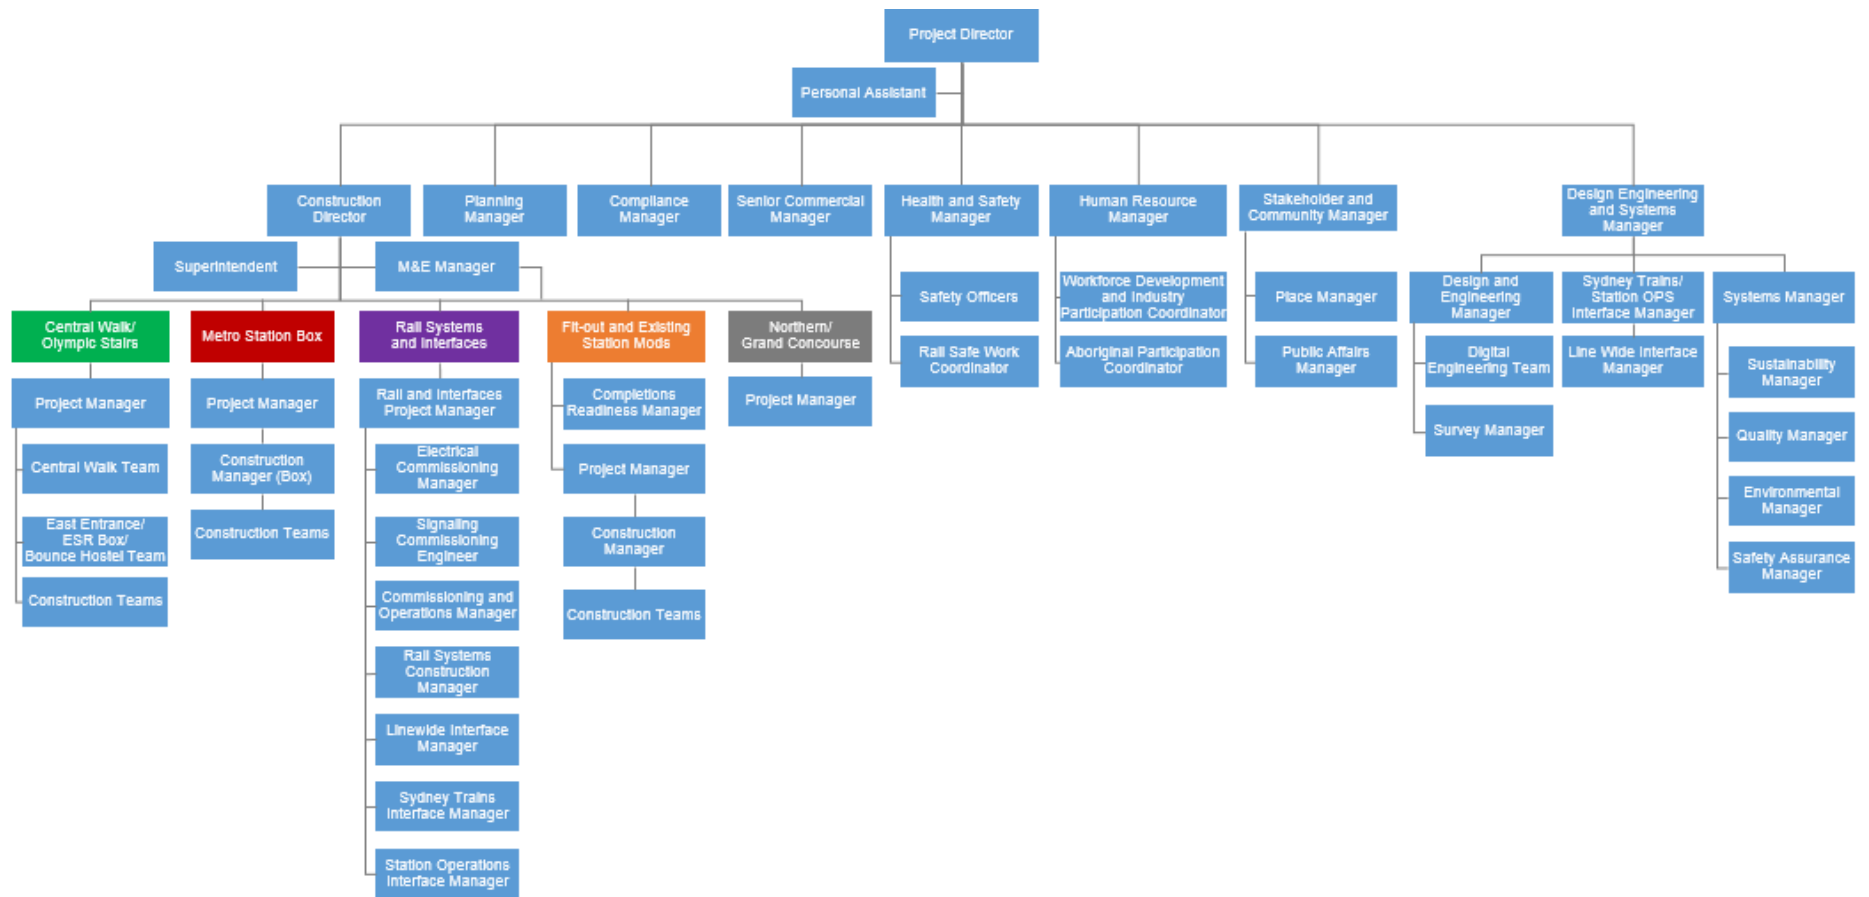 Project Director
Personal Assistant
Construction
Director
Planning
Manager
Compliance
Manager
Senior Commercial
Manager
Health and Safety
Manager
Human Resource
Manager
Stakeholder and
Community Manager
Design Engineering
and Systems
Manager
Superintendent
M&E Manager
Safety Officers
Rail Safe Work
Coordinator
Workforce Development
and Industry
Participation Coordinator
Aboriginal Participation
Coordinator
Place Manager
Public Affairs
Manager
Design and
Engineering
Manager
Digital
Engineering Team
Survey Manager
Sydney Trains/
Station OPS
Interface Manager
Line Wide Interface
Manager
Systems Manager
Sustainability
Manager
Quality Manager
Environmental
Manager
Safety Assurance
Manager
Central Walk/
Olympic Stairs
Project Manager
Central Walk Team
East Entrance/
ESR Box/
Bounce Hostel Team
Construction Teams
Metro Station Box
Project Manager
Construction
Manager (Box)
Construction Teams
Rail Systems
and Interfaces
Rail and Interfaces
Project Manager
Electrical
Commissioning
Manager
Signaling
Commissioning
Engineer
Commissioning and
Operations Manager
Rail Systems
Construction
Manager
Linewide Interface
Manager
Sydney Trains
Interface Manager
Station Operations
Interface Manager
Fit-out and Existing
Station Mods
Completions
Readiness Manager
Project Manager
Construction
Manager
Construction Teams
Northern/
Grand Concourse
Project Manager